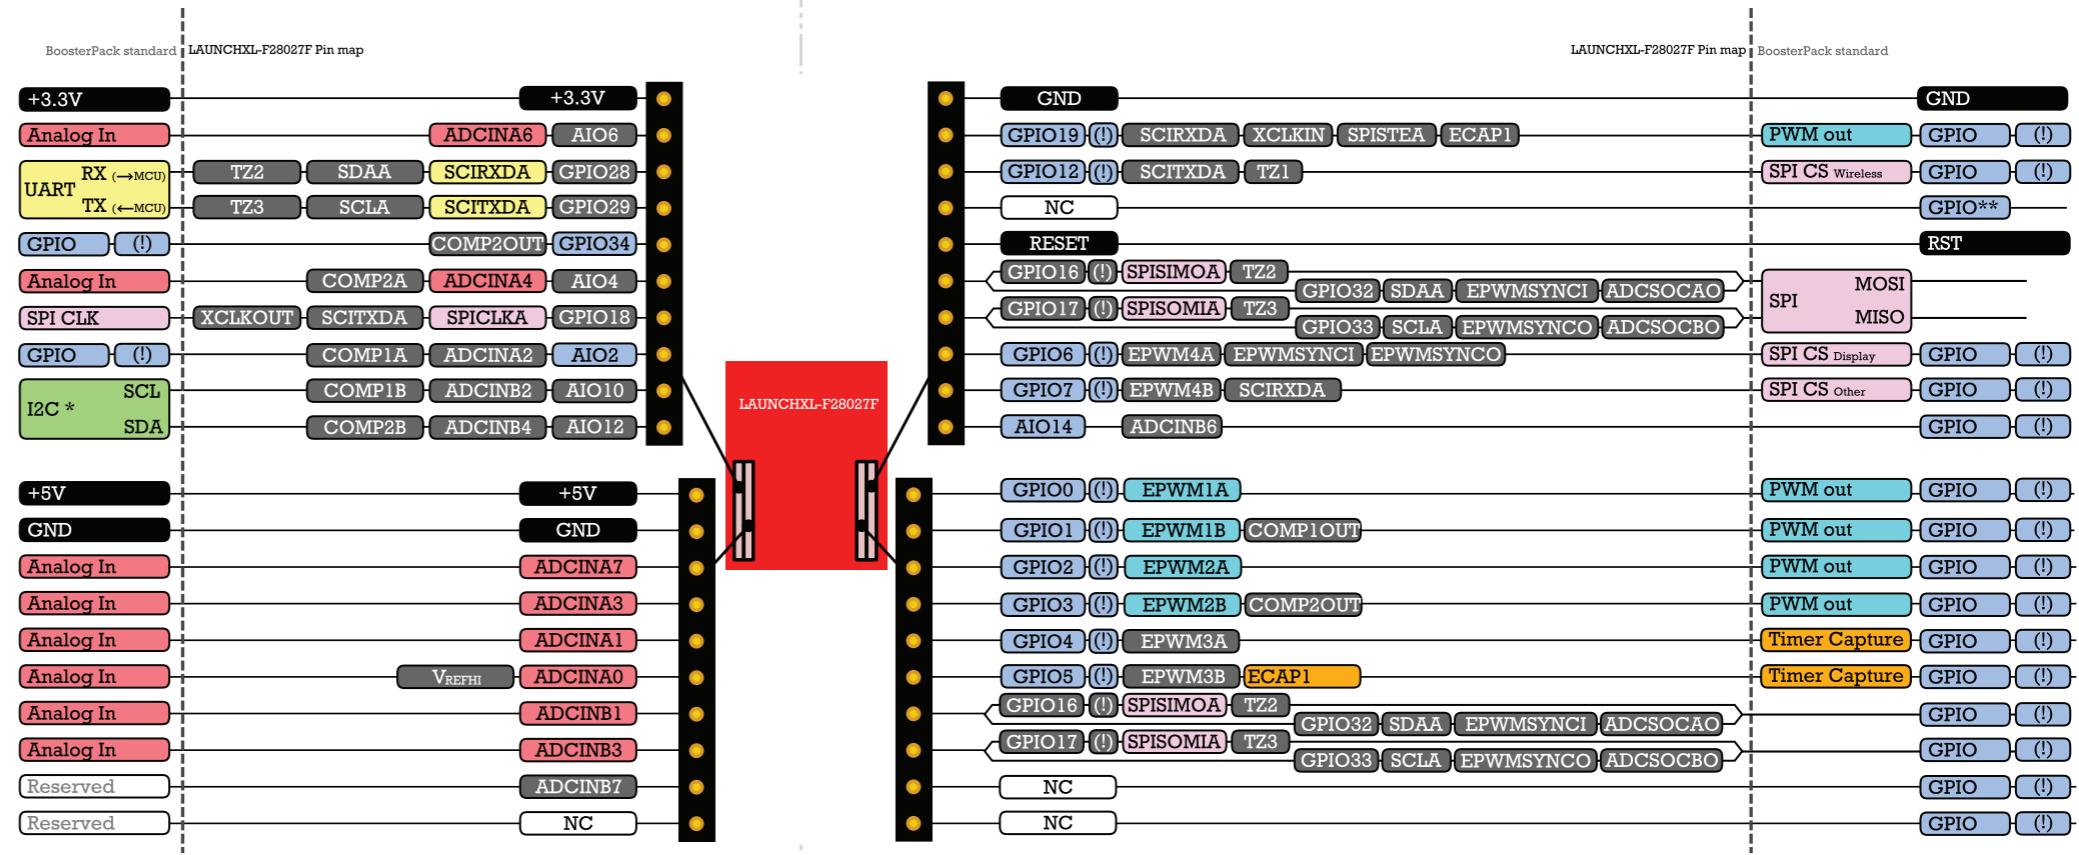 BoosterPack standard LAUNCHXL-F28027F Pin map
+3.3V +3.3V
Analog In ADCINA6 AIO6
UART RX (→MCU) TZ2 SDAA SCIRXDA GPIO28
TX (←MCU) TZ3 SCLA SCITXDA GPIO29
GPIO (!) COMP2OUT GPIO34
Analog In COMP2A ADCINA4 AIO4
SPI CLK XCLKOUT SCITXDA SPICLKA GPIO18
GPIO (!) COMP1A ADCINA2 AIO2
I2C * SCL COMP1B ADCINB2 AIO10
SDA COMP2B ADCINB4 AIO12
+5V +5V
GND GND
Analog In ADCINA7
Analog In ADCINA3
Analog In ADCINA1
Analog In VREFHI ADCINA0
Analog In ADCINB1
Analog In ADCINB3
Reserved ADCINB7
Reserved NC
LAUNCHXL-F28027F
LAUNCHXL-F28027F Pin map BoosterPack standard
GND GND
GPIO19 (!) SCIRXDA XCLKIN SPISTEA ECAP1 PWM out GPIO (!)
GPIO12 (!) SCITXDA TZ1 SPI CS Wireless GPIO (!)
NC GPIO**
RESET RST
GPIO16 (!) SPISIMOA TZ2
GPIO32 SDAA EPWMSYNCI ADCSOCAO SPI MOSI
GPIO17 (!) SPISOMIA TZ3
GPIO33 SCLA EPWMSYNCO ADCSOCBO MISO
GPIO6 (!) EPWM4A EPWMSYNCI EPWMSYNCO SPI CS Display GPIO (!)
GPIO7 (!) EPWM4B SCIRXDA SPI CS Other GPIO (!)
AIO14 ADCINB6 GPIO (!)
GPIO0 (!) EPWM1A PWM out GPIO (!)
GPIO1 (!) EPWM1B COMP1OUT PWM out GPIO (!)
GPIO2 (!) EPWM2A PWM out GPIO (!)
GPIO3 (!) EPWM2B COMP2OUT PWM out GPIO (!)
GPIO4 (!) EPWM3A Timer Capture GPIO (!)
GPIO5 (!) EPWM3B ECAP1 Timer Capture GPIO (!)
GPIO16 (!) SPISIMOA TZ2
GPIO32 SDAA EPWMSYNCI ADCSOCAO GPIO (!)
GPIO17 (!) SPISOMIA TZ3
GPIO33 SCLA EPWMSYNCO ADCSOCBO GPIO (!)
NC GPIO (!)
NC GPIO (!)